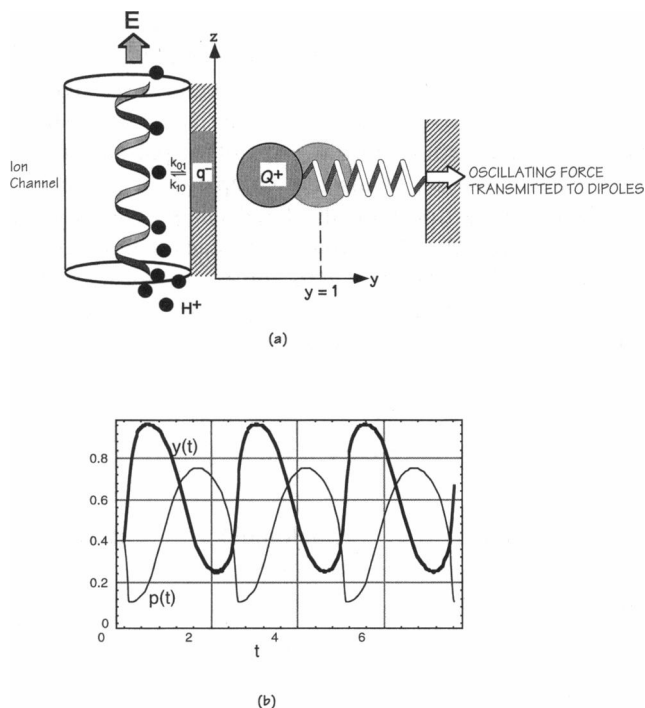 E
z
Ion
Channel
k01
k10
q-
Q+
OSCILLATING FORCE
TRANSMITTED TO DIPOLES
y = 1
y
H+
(a)
0.8
0.6
0.4
0.2
0
y(t)
p(t)
0 2 4 6
t
(b)